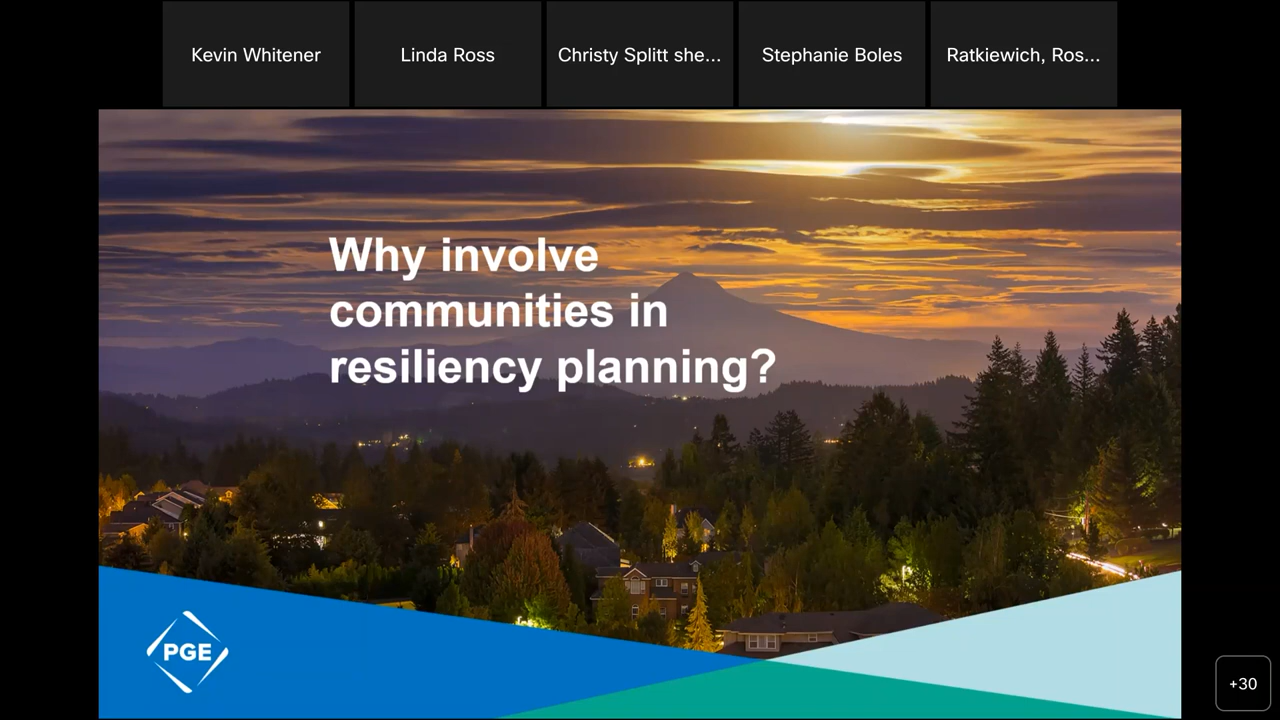 Kevin Whitener
Linda Ross
Christy Splitt she...
Stephanie Boles
Ratkiewich, Ros...
Why involve
communities in
resiliency planning?
PGE
+30